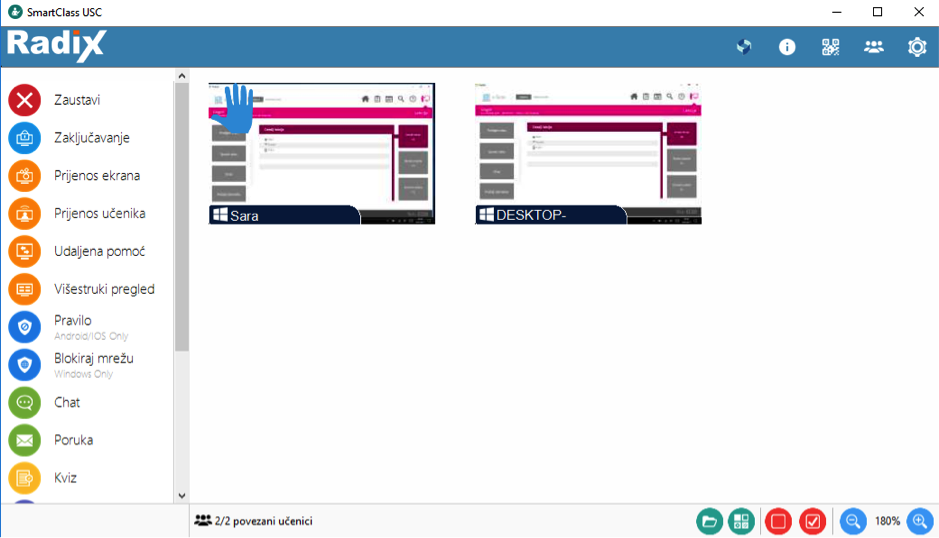 SmartClass USC
Radix
Zaustavi
Zaključavanje
Prijenos ekrana
Prijenos učenika
Udaljena pomoć
Višestruki pregled
Pravilo
Android/IOS Only
Blokiraj mrežu
Windows Only
Chat
Poruka
Kviz
Sara
DESKTOP-
2/2 povezani učenici
180%